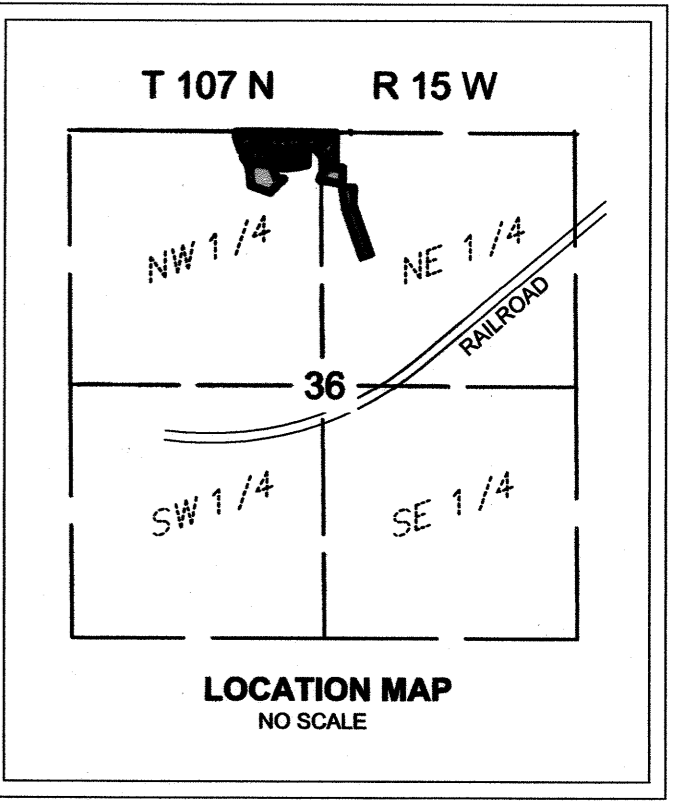 T 107 N R 15 W
NW 1/4
NE 1/4
RAILROAD
36
SW 1/4
SE 1/4
LOCATION MAP
NO SCALE